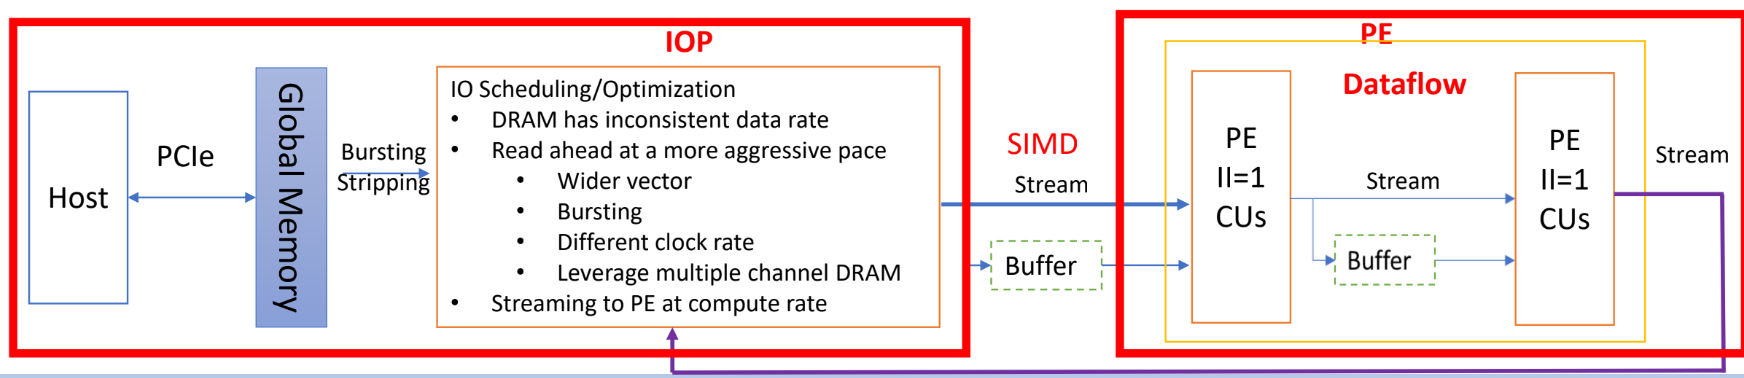 IOP
Host
PCIe
Global Memory
Bursting
Stripping
IO Scheduling/Optimization
• DRAM has inconsistent data rate
• Read ahead at a more aggressive pace
• Wider vector
• Bursting
• Different clock rate
• Leverage multiple channel DRAM
• Streaming to PE at compute rate
SIMD
Stream
Buffer
PE
Dataflow
PE
II=1
CUs
Stream
Buffer
PE
II=1
CUs
Stream